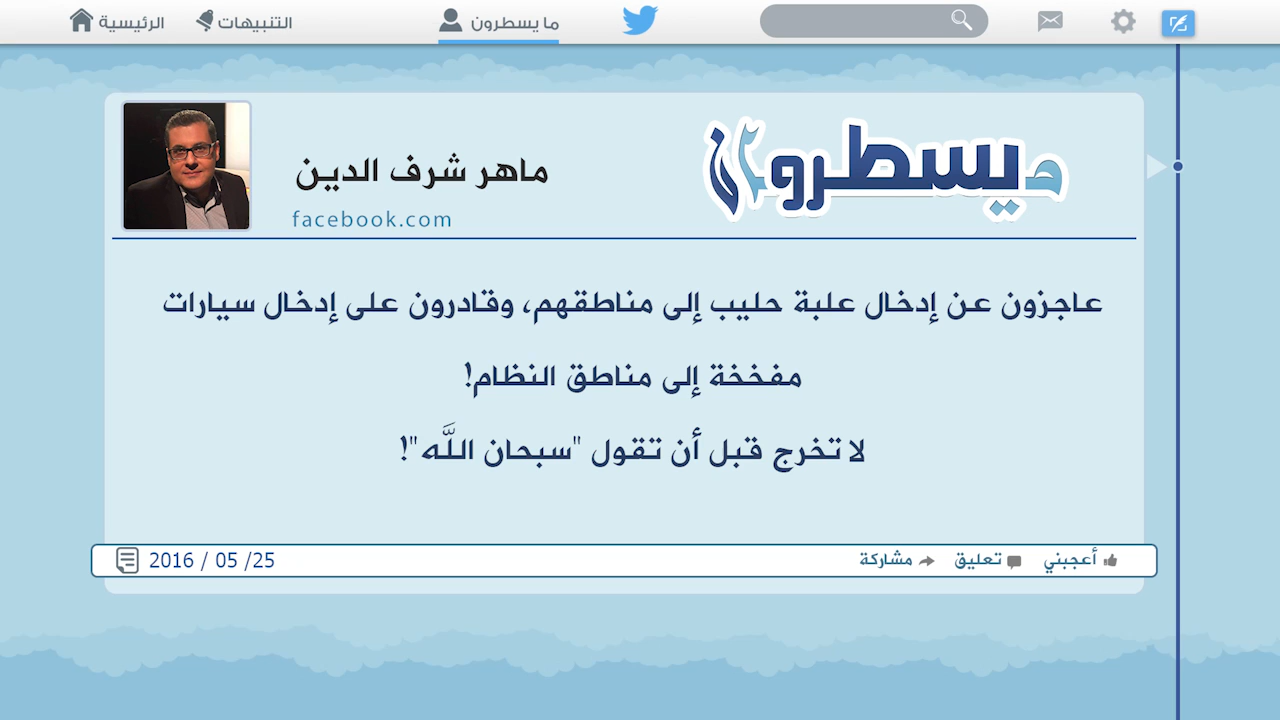 ما يسطرون
التنبيهات
الرئيسية
ما يسطرون
ماهر شرف الدين
facebook.com
عاجزون عن إدخال علبة حليب إلى مناطقهم، وقادرون على إدخال سيارات
مفخخة إلى مناطق النظام!
لا تخرج قبل أن تقول "سبحان اللَّه"!
أعجبني
تعليق
مشاركة
2016 / 05 /25